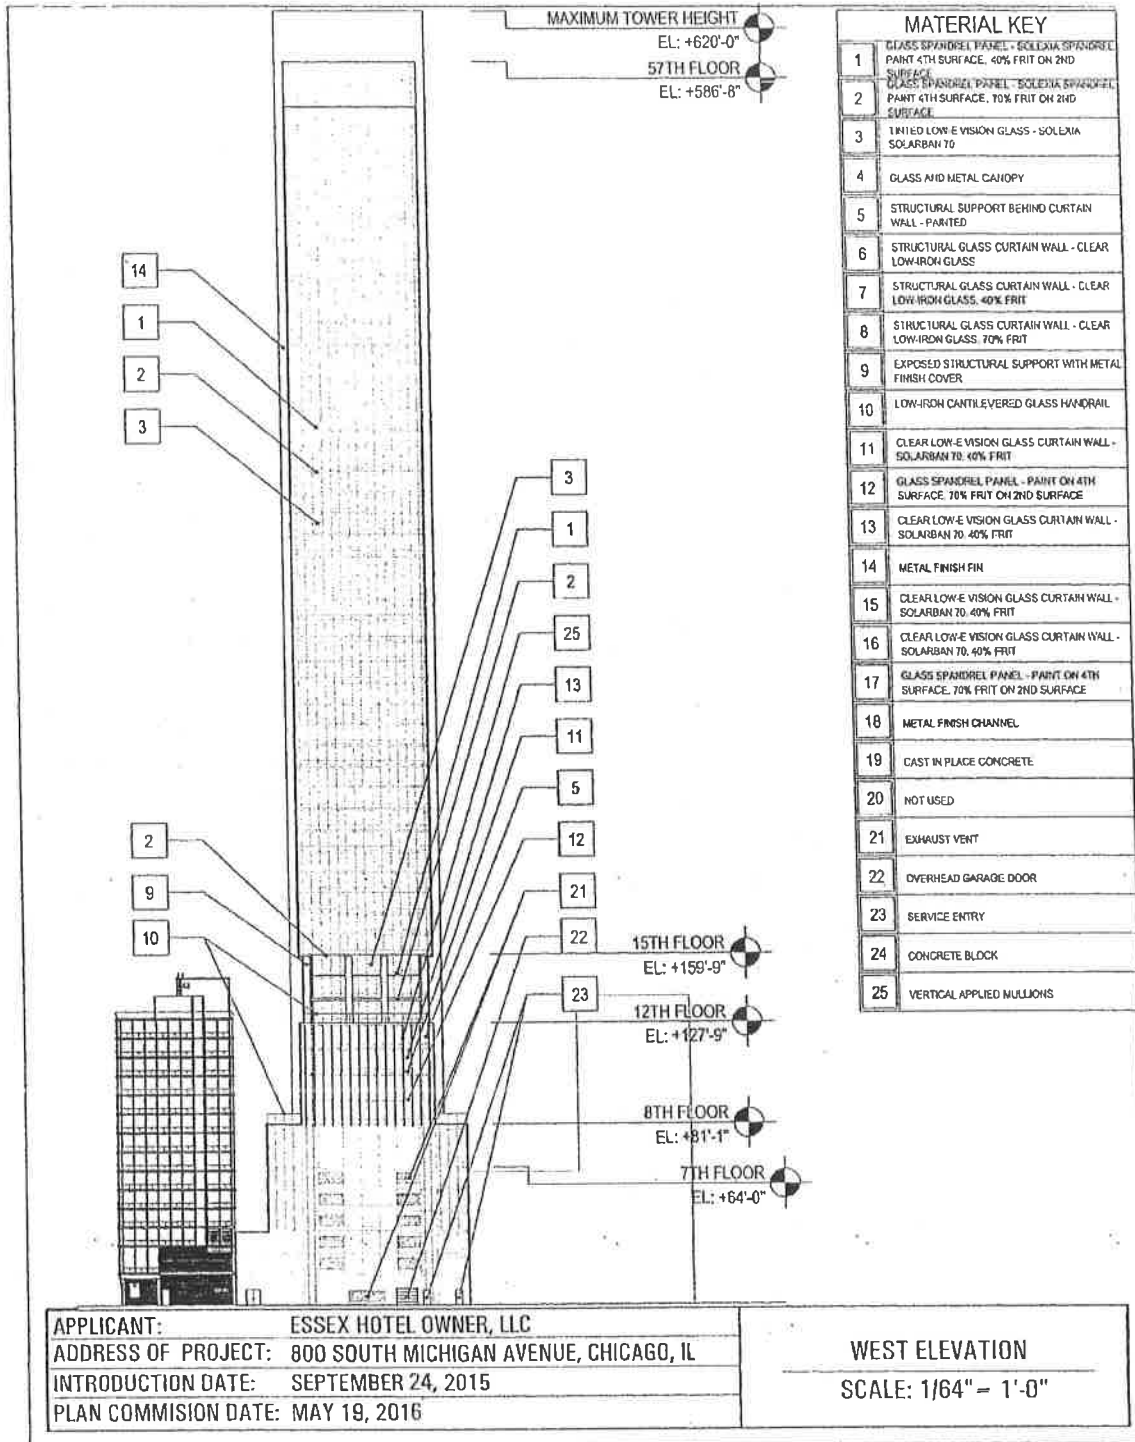 MAXIMUM TOWER HEIGHT
EL: +620'-0"
57TH FLOOR
EL: +586'-8"
MATERIAL KEY
1
GLASS SPANDREL PANEL - SOLEXIA SPANDREL
PAINT 4TH SURFACE, 40% FRIT ON 2ND
SURFACE
2
GLASS SPANDREL PANEL - SOLEXIA SPANDREL
PAINT 4TH SURFACE, 70% FRIT ON 2ND
SURFACE
3
TINTED LOW-E VISION GLASS - SOLEXIA
SOLARBAN 70
4
GLASS AND METAL CANOPY
5
STRUCTURAL SUPPORT BEHIND CURTAIN
WALL - PAINTED
6
STRUCTURAL GLASS CURTAIN WALL - CLEAR
LOW-IRON GLASS
7
STRUCTURAL GLASS CURTAIN WALL - CLEAR
LOW-IRON GLASS, 40% FRIT
8
STRUCTURAL GLASS CURTAIN WALL - CLEAR
LOW-IRON GLASS, 70% FRIT
9
EXPOSED STRUCTURAL SUPPORT WITH METAL
FINISH COVER
10
LOW-IRON CANTILEVERED GLASS HANDRAIL
11
CLEAR LOW-E VISION GLASS CURTAIN WALL -
SOLARBAN 70, 40% FRIT
12
GLASS SPANDREL PANEL - PAINT ON 4TH
SURFACE, 70% FRIT ON 2ND SURFACE
13
CLEAR LOW-E VISION GLASS CURTAIN WALL -
SOLARBAN 70, 40% FRIT
14
METAL FINISH FIN
15
CLEAR LOW-E VISION GLASS CURTAIN WALL -
SOLARBAN 70, 40% FRIT
16
CLEAR LOW-E VISION GLASS CURTAIN WALL -
SOLARBAN 70, 40% FRIT
17
GLASS SPANDREL PANEL - PAINT ON 4TH
SURFACE, 70% FRIT ON 2ND SURFACE
18
METAL FINISH CHANNEL
19
CAST IN PLACE CONCRETE
20
NOT USED
21
EXHAUST VENT
22
OVERHEAD GARAGE DOOR
23
SERVICE ENTRY
24
CONCRETE BLOCK
25
VERTICAL APPLIED MULLIONS
14
1
2
3
3
1
2
25
13
11
5
12
21
22
23
2
9
10
15TH FLOOR
EL: +159'-9"
12TH FLOOR
EL: +127'-9"
8TH FLOOR
EL: +81'-1"
7TH FLOOR
EL: +64'-0"
APPLICANT: ESSEX HOTEL OWNER, LLC
ADDRESS OF PROJECT: 800 SOUTH MICHIGAN AVENUE, CHICAGO, IL
INTRODUCTION DATE: SEPTEMBER 24, 2015
PLAN COMMISION DATE: MAY 19, 2016
WEST ELEVATION
SCALE: 1/64" = 1'-0"